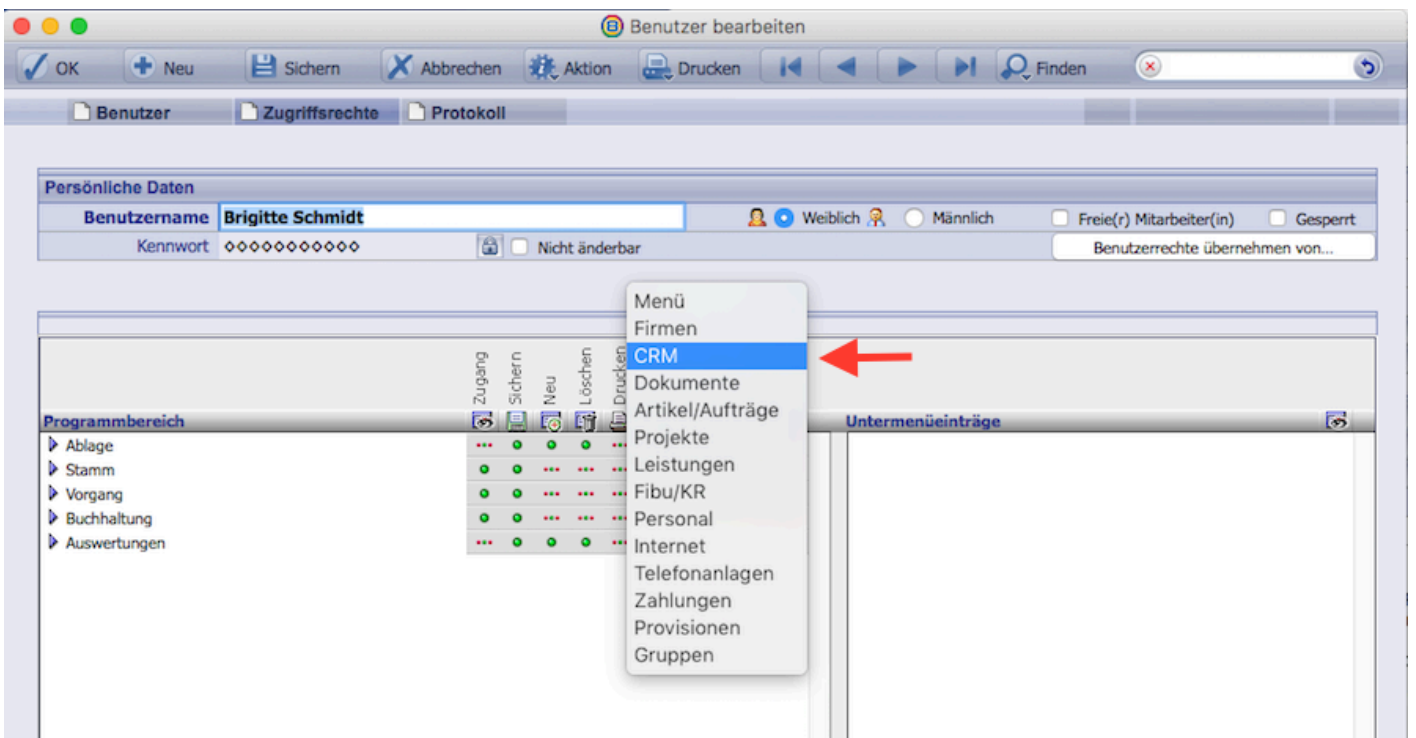 Benutzer bearbeiten
OK Neu Sichern Abbrechen Aktion Drucken Finden
Benutzer Zugriffsrechte Protokoll
Persönliche Daten
Benutzername Brigitte Schmidt Weiblich Männlich Freie(r) Mitarbeiter(in) Gesperrt
Kennwort ◇◇◇◇◇◇◇◇◇◇◇ Nicht änderbar Benutzerrechte übernehmen von...
Menü
Firmen
CRM
Dokumente
Artikel/Aufträge
Projekte
Leistungen
Fibu/KR
Personal
Internet
Telefonanlagen
Zahlungen
Provisionen
Gruppen
Zugang
Sichern
Neu
Löschen
Drucken
Programmbereich Untermenüeinträge
Ablage
Stamm
Vorgang
Buchhaltung
Auswertungen